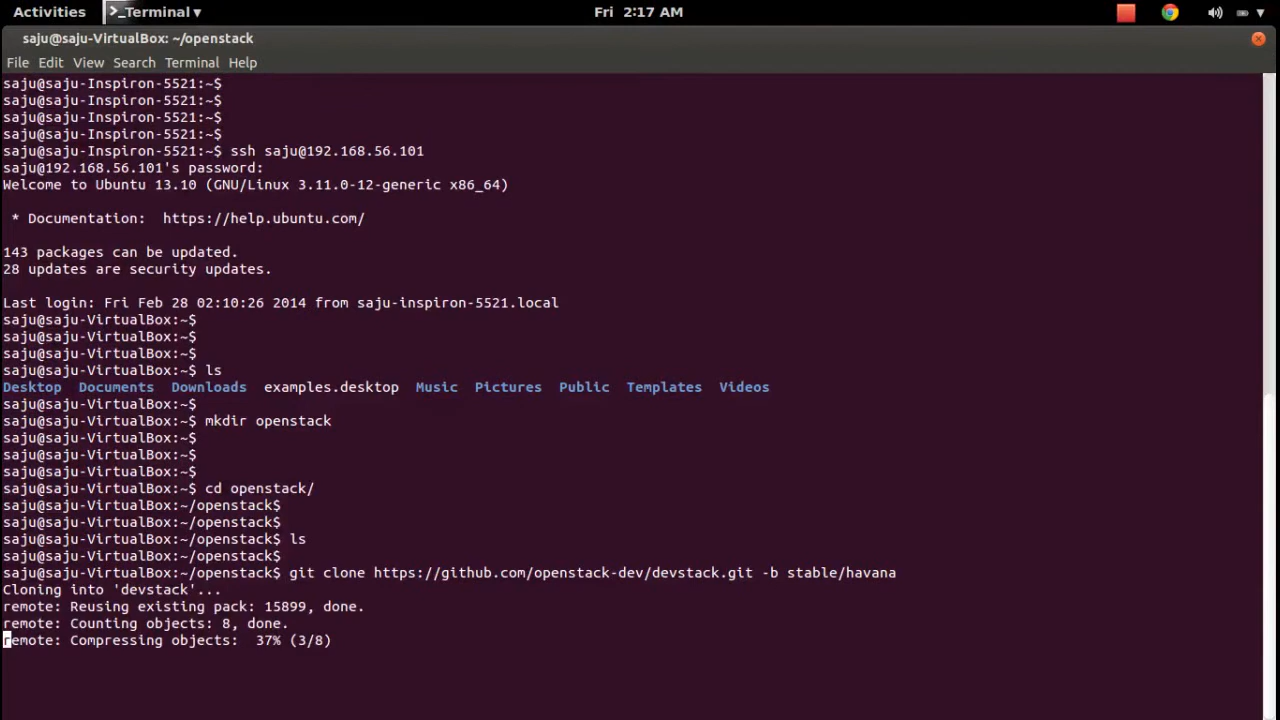 Activities
Terminal
Fri 2:17 AM
saju@saju-VirtualBox: ~/openstack
File Edit View Search Terminal Help
saju@saju-Inspiron-5521:~$
saju@saju-Inspiron-5521:~$
saju@saju-Inspiron-5521:~$
saju@saju-Inspiron-5521:~$
saju@saju-Inspiron-5521:~$ ssh saju@192.168.56.101
saju@192.168.56.101's password:
Welcome to Ubuntu 13.10 (GNU/Linux 3.11.0-12-generic x86_64)
* Documentation:  https://help.ubuntu.com/
143 packages can be updated.
28 updates are security updates.
Last login: Fri Feb 28 02:10:26 2014 from saju-inspiron-5521.local
saju@saju-VirtualBox:~$
saju@saju-VirtualBox:~$
saju@saju-VirtualBox:~$
saju@saju-VirtualBox:~$ ls
Desktop  Documents  Downloads  examples.desktop  Music  Pictures  Public  Templates  Videos
saju@saju-VirtualBox:~$
saju@saju-VirtualBox:~$ mkdir openstack
saju@saju-VirtualBox:~$
saju@saju-VirtualBox:~$
saju@saju-VirtualBox:~$
saju@saju-VirtualBox:~$ cd openstack/
saju@saju-VirtualBox:~/openstack$
saju@saju-VirtualBox:~/openstack$
saju@saju-VirtualBox:~/openstack$ ls
saju@saju-VirtualBox:~/openstack$
saju@saju-VirtualBox:~/openstack$ git clone https://github.com/openstack-dev/devstack.git -b stable/havana
Cloning into 'devstack'...
remote: Reusing existing pack: 15899, done.
remote: Counting objects: 8, done.
remote: Compressing objects:  37% (3/8)